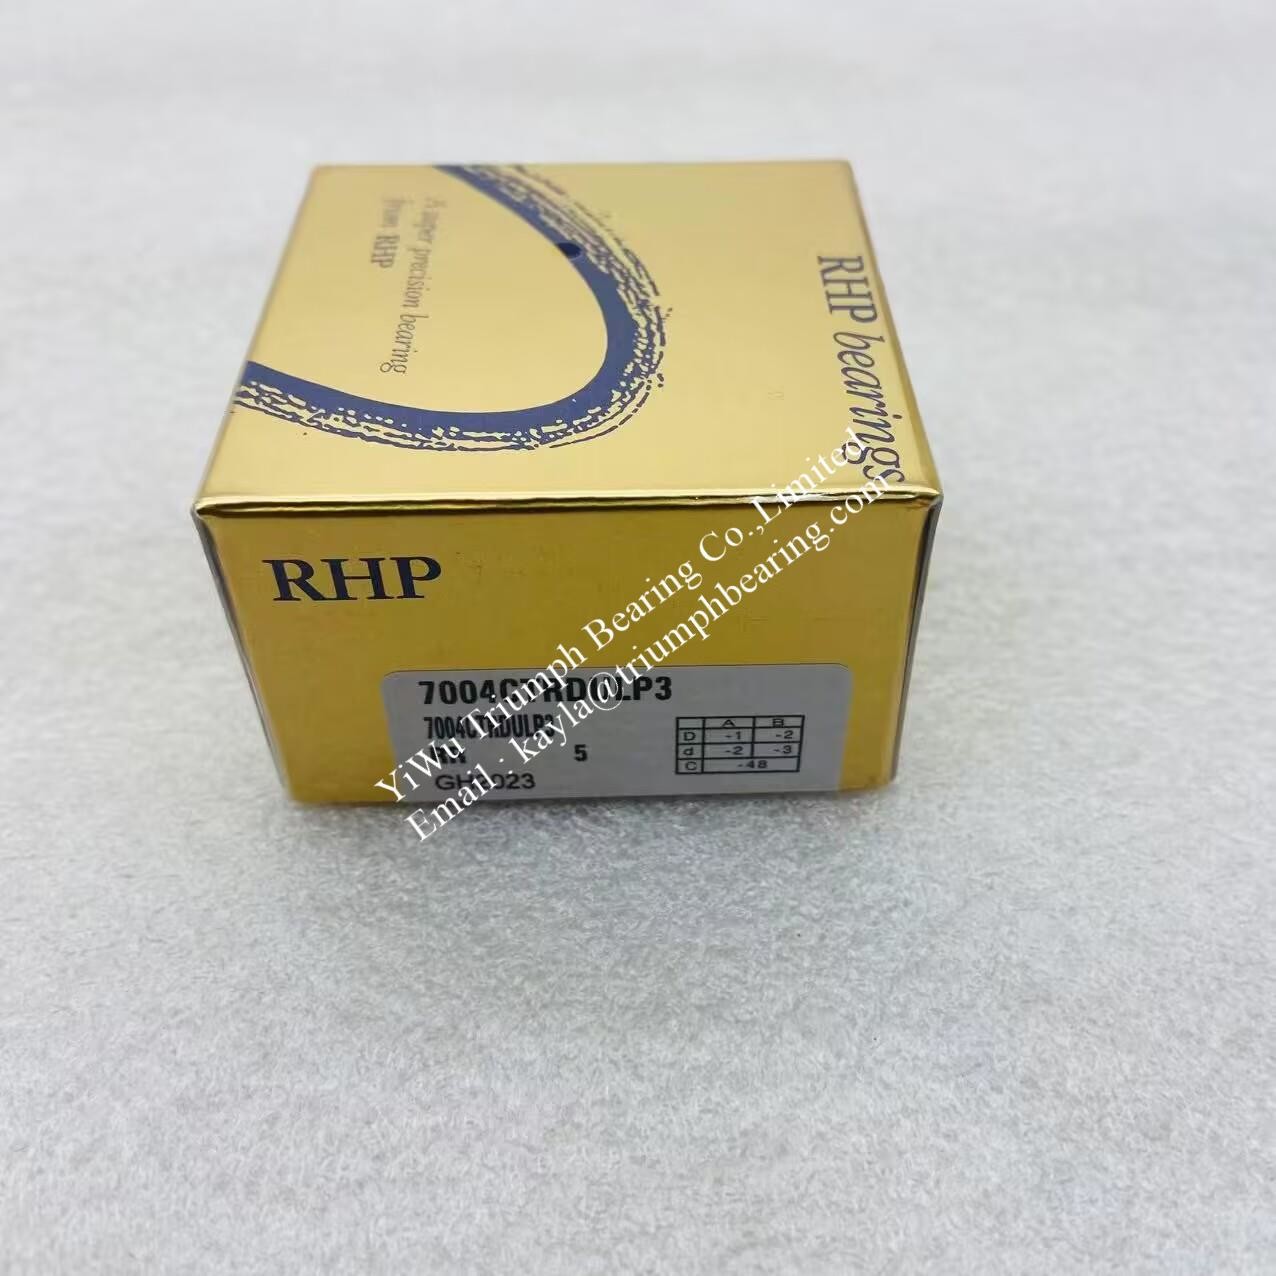 A super precision bearing
from RHP
RHP bearings
RHP
7004CTRDULP3
7004CTRDULP3
5
GH2023
A B
D -1 -2
d -2 -3
C -48
YiWu Triumph Bearing Co.,Limited
Email : kayla@triumphbearing.com